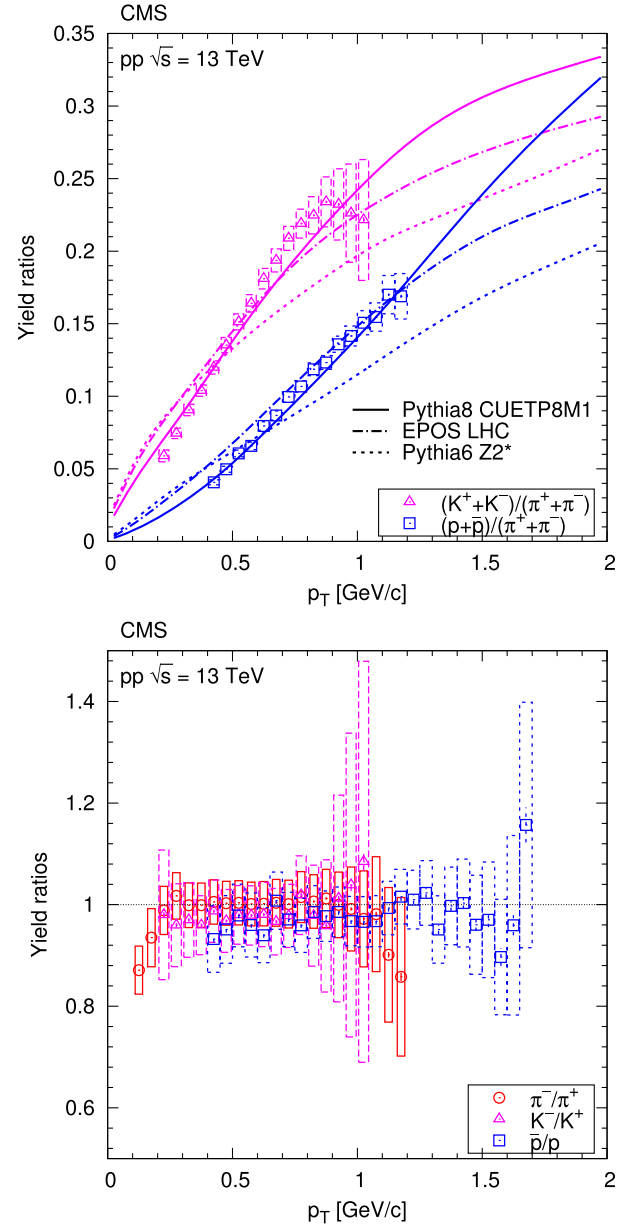 CMS
pp √s = 13 TeV
0.35
0.3
0.25
0.2
0.15
0.1
0.05
0
Yield ratios
Pythia8 CUETP8M1
EPOS LHC
Pythia6 Z2*
(K⁺+K⁻)/(π⁺+π⁻)
(p+p̄)/(π⁺+π⁻)
0 0.5 1 1.5 2
p_T [GeV/c]
CMS
pp √s = 13 TeV
1.4
1.2
1
0.8
0.6
Yield ratios
π⁻/π⁺
K⁻/K⁺
p̄/p
0 0.5 1 1.5 2
p_T [GeV/c]